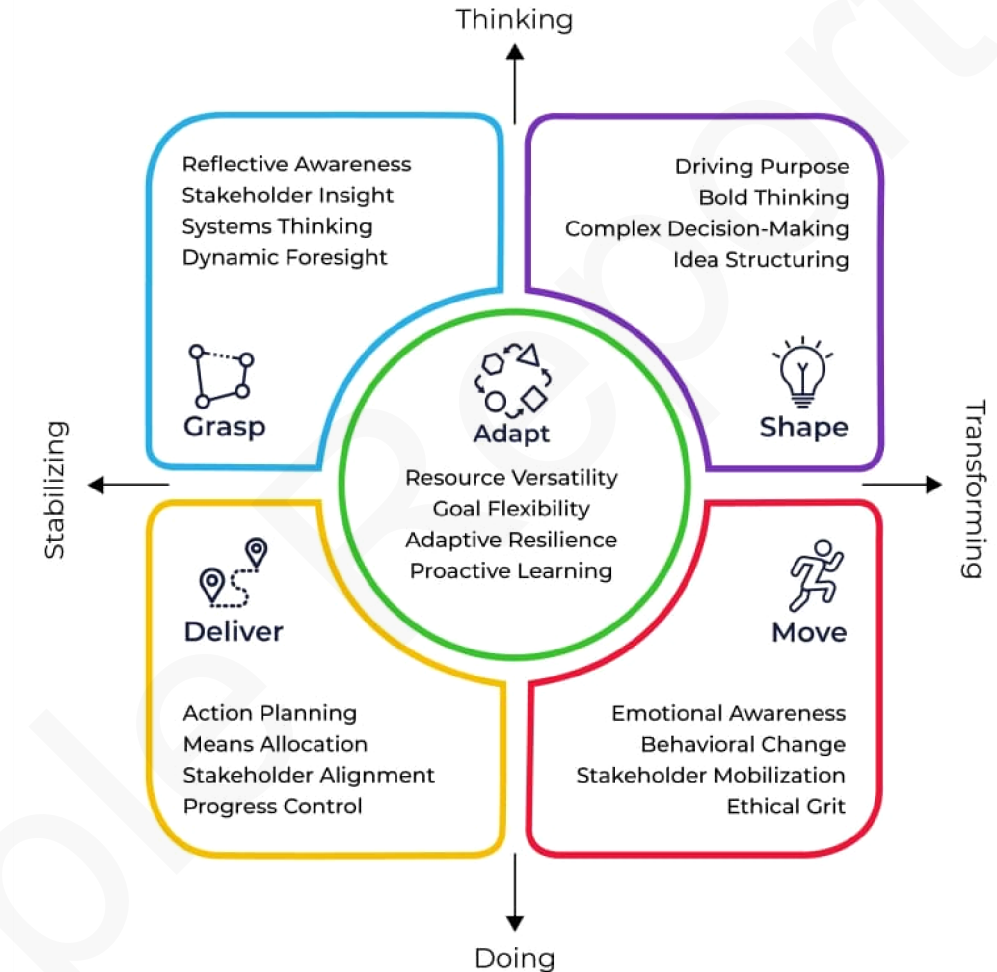 Thinking
Reflective Awareness
Stakeholder Insight
Systems Thinking
Dynamic Foresight
Grasp
Driving Purpose
Bold Thinking
Complex Decision-Making
Idea Structuring
Shape
Adapt
Resource Versatility
Goal Flexibility
Adaptive Resilience
Proactive Learning
Stabilizing
Transforming
Deliver
Action Planning
Means Allocation
Stakeholder Alignment
Progress Control
Move
Emotional Awareness
Behavioral Change
Stakeholder Mobilization
Ethical Grit
Doing
ple Report